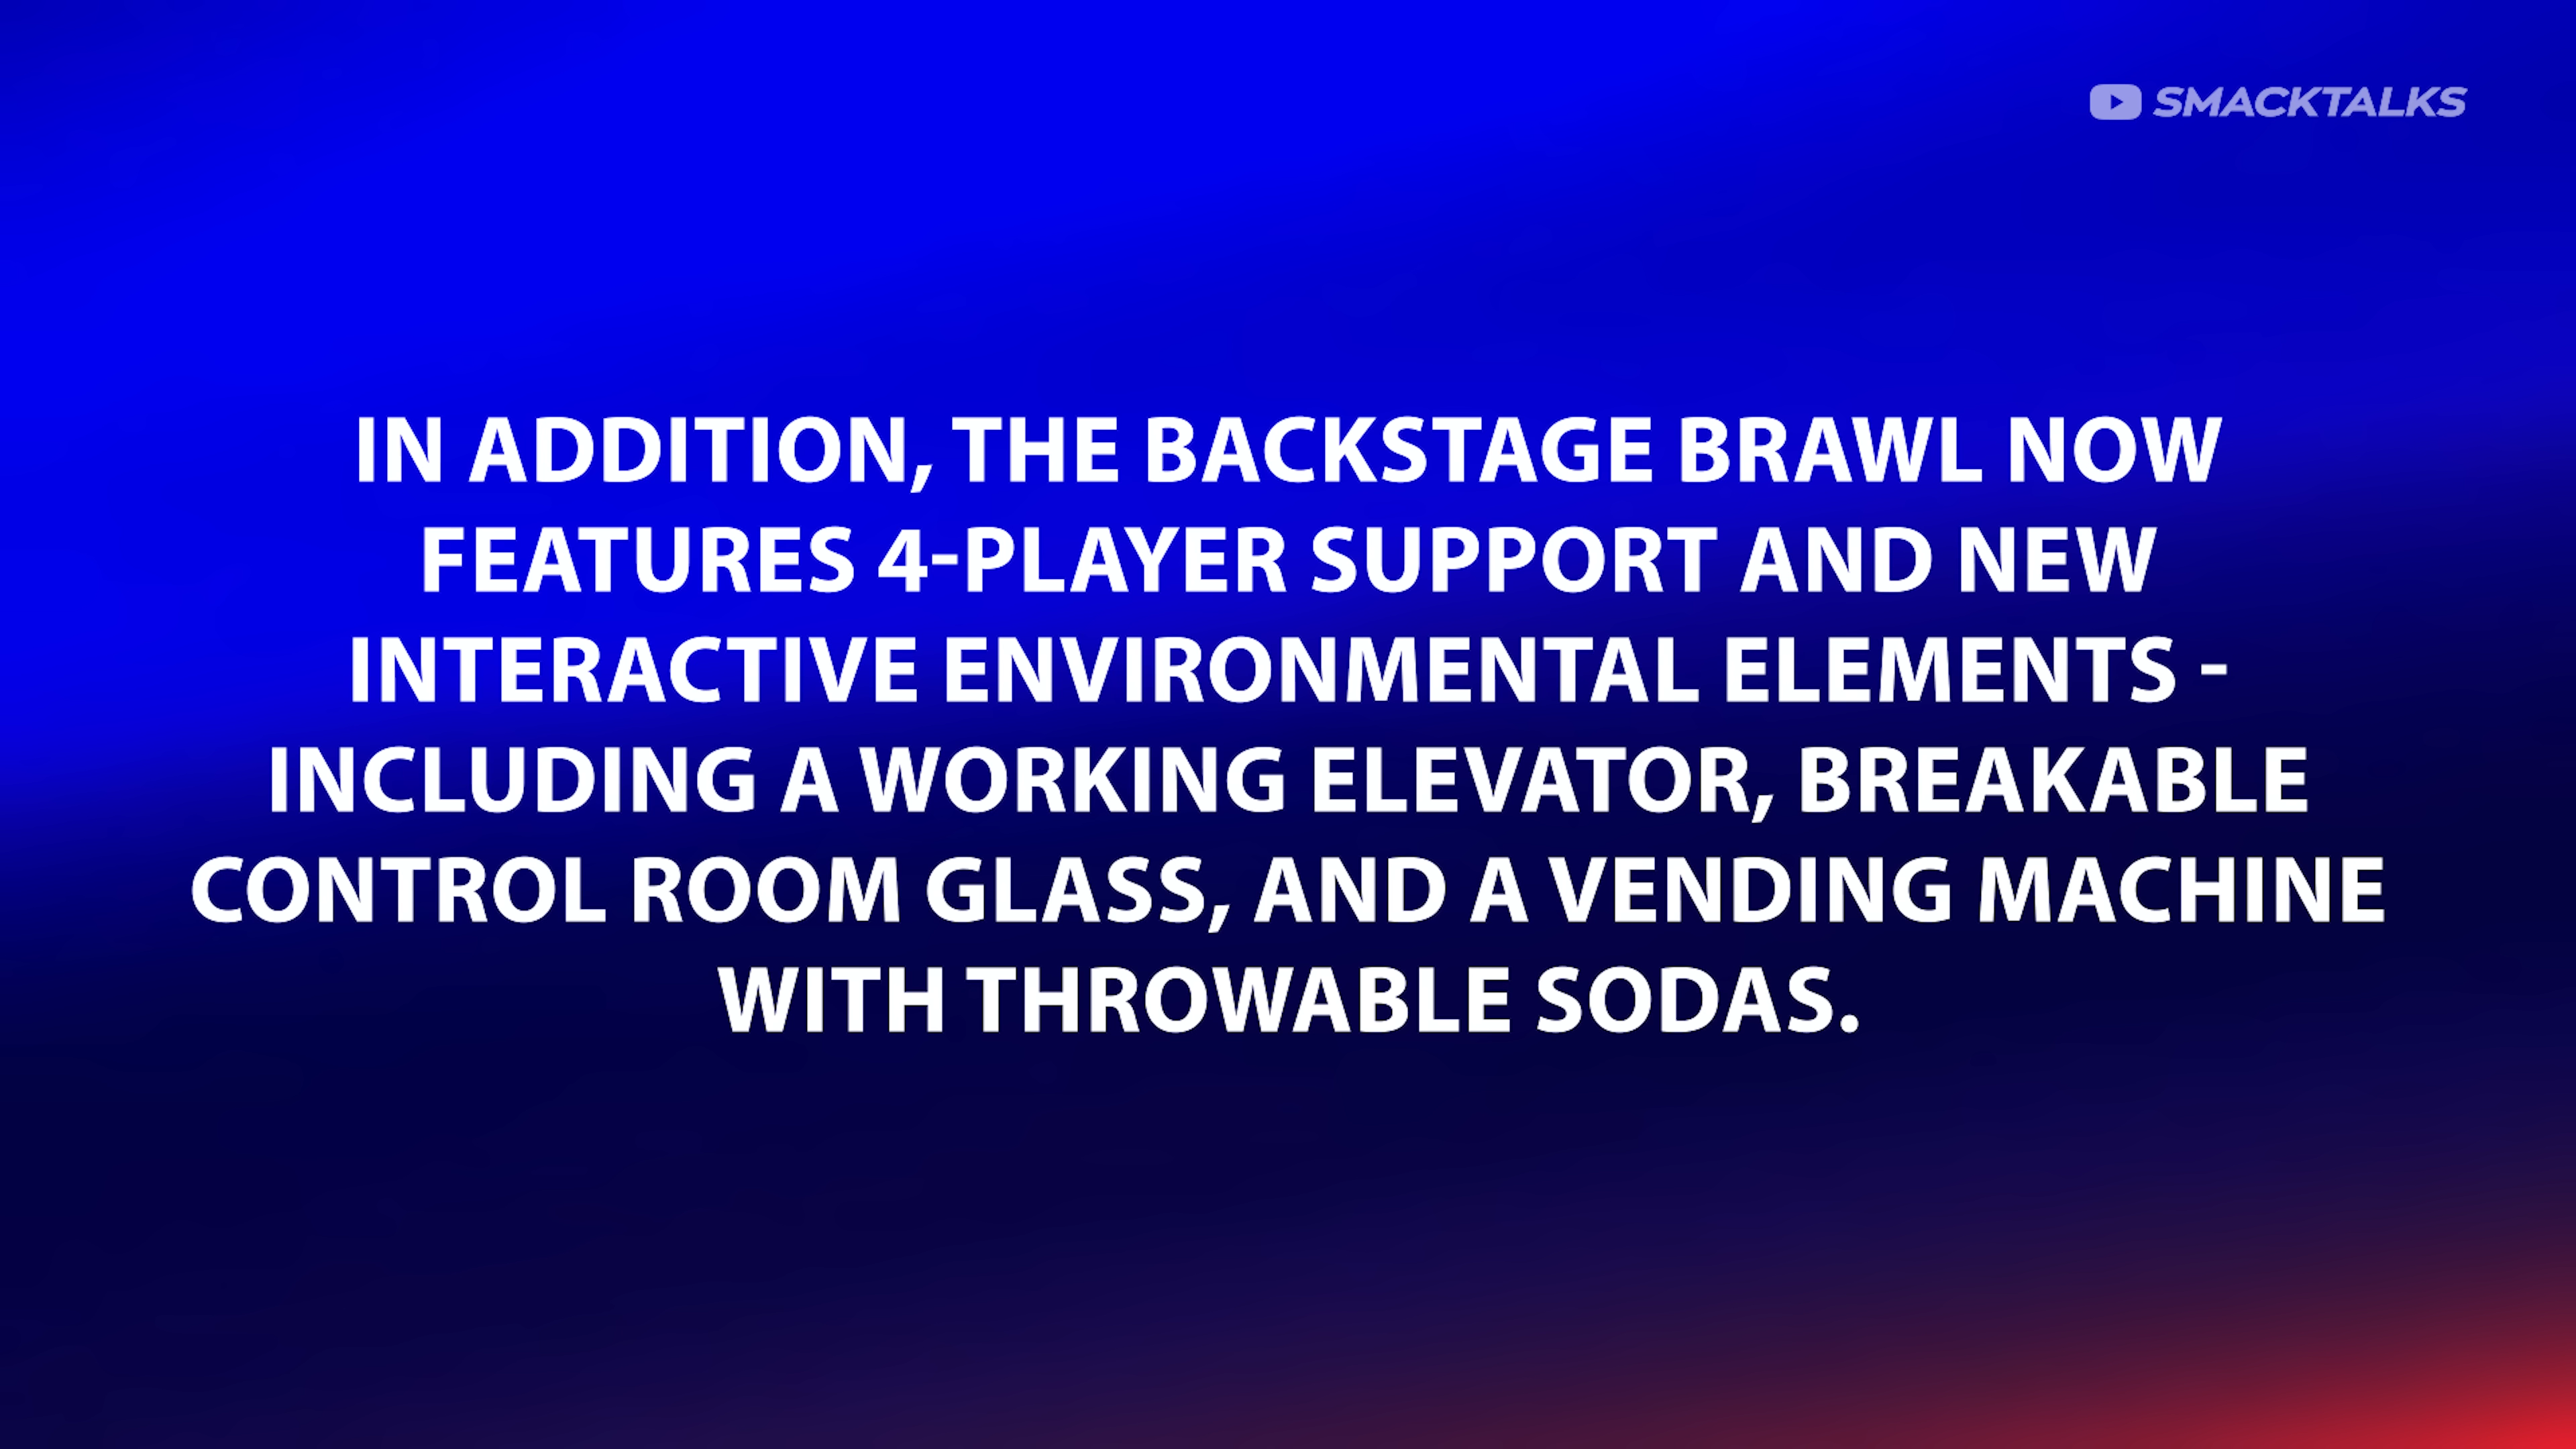 SMACKTALKS
IN ADDITION, THE BACKSTAGE BRAWL NOW
FEATURES 4-PLAYER SUPPORT AND NEW
INTERACTIVE ENVIRONMENTAL ELEMENTS -
INCLUDING A WORKING ELEVATOR, BREAKABLE
CONTROL ROOM GLASS, AND A VENDING MACHINE
WITH THROWABLE SODAS.